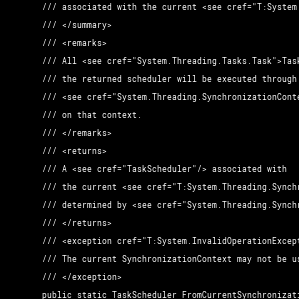 /// associated with the current <see cref="T:System
/// </summary>
/// <remarks>
/// All <see cref="System.Threading.Tasks.Task">Task
/// the returned scheduler will be executed through
/// <see cref="System.Threading.SynchronizationConte
/// on that context.
/// </remarks>
/// <returns>
/// A <see cref="TaskScheduler"/> associated with
/// the current <see cref="T:System.Threading.Synchr
/// determined by <see cref="System.Threading.Synchr
/// </returns>
/// <exception cref="T:System.InvalidOperationExcept
/// The current SynchronizationContext may not be us
/// </exception>
public static TaskScheduler FromCurrentSynchronizati